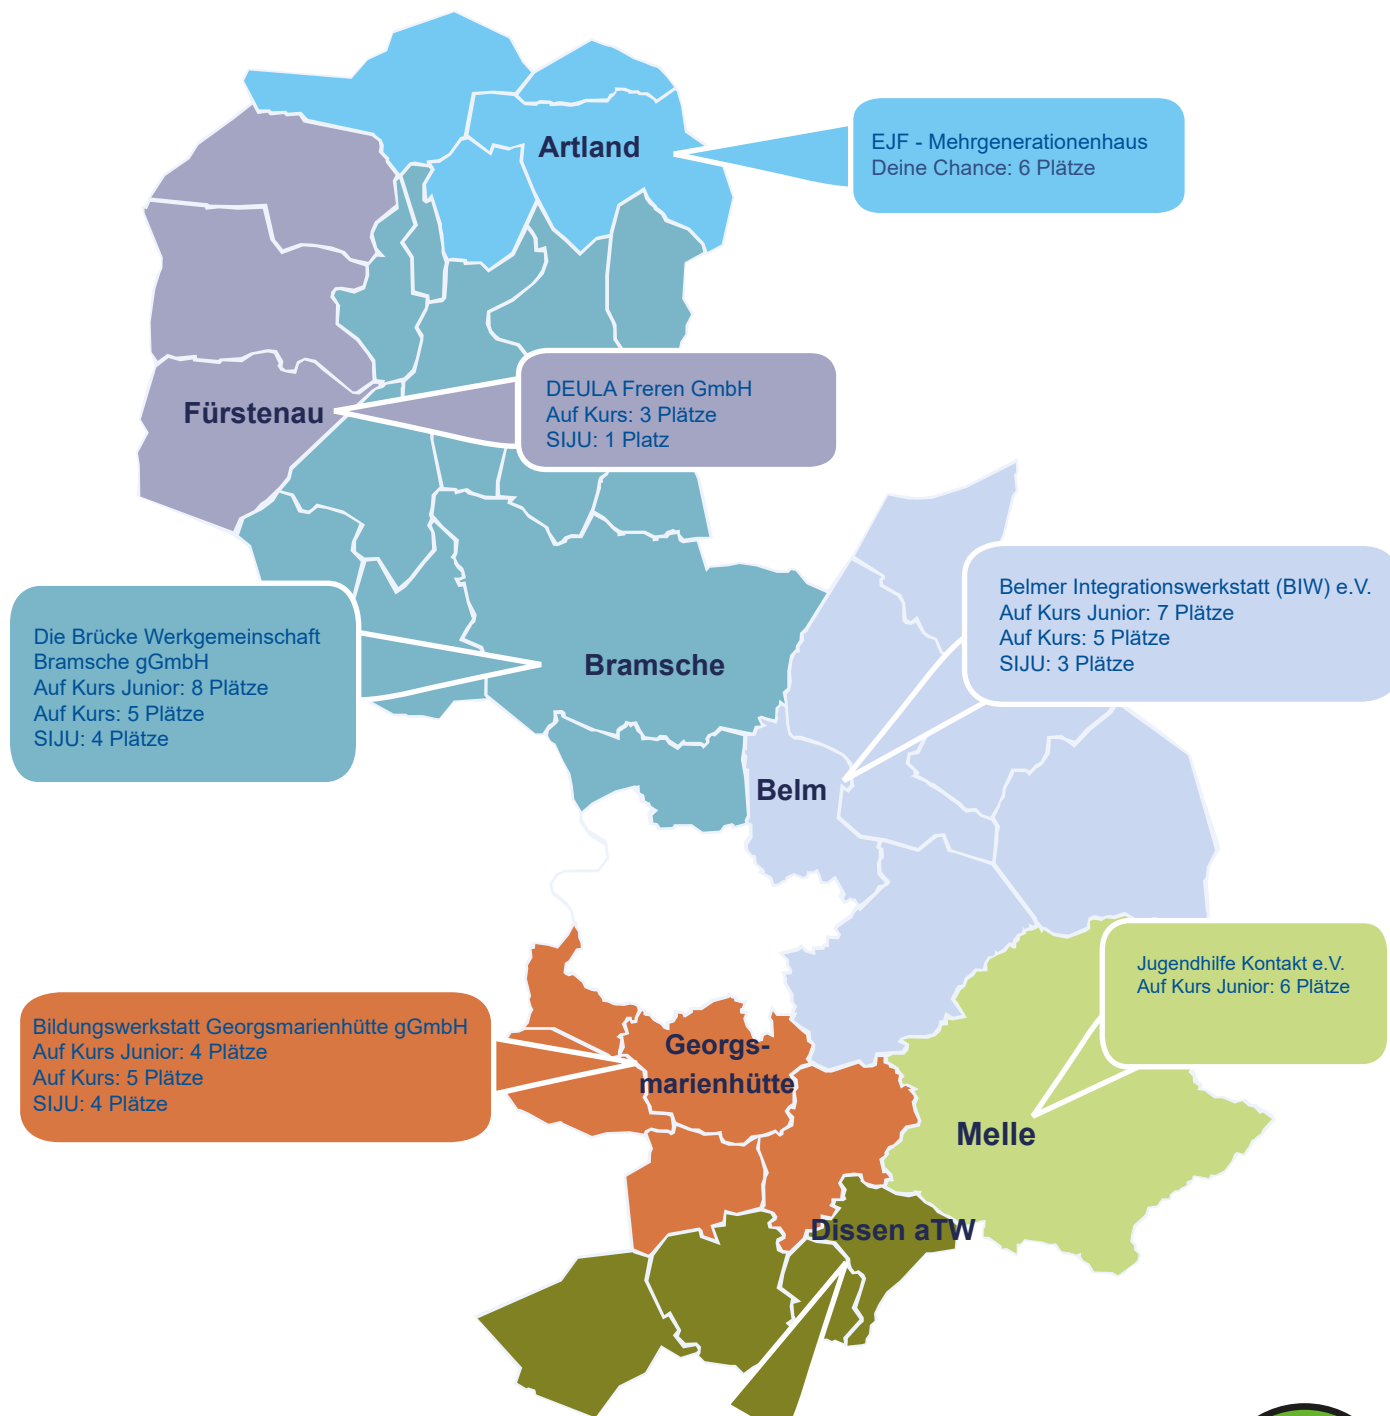 Artland
EJF - Mehrgenerationenhaus
Deine Chance: 6 Plätze
Fürstenau
DEULA Freren GmbH
Auf Kurs: 3 Plätze
SIJU: 1 Platz
Belmer Integrationswerkstatt (BIW) e.V.
Auf Kurs Junior: 7 Plätze
Auf Kurs: 5 Plätze
SIJU: 3 Plätze
Die Brücke Werkgemeinschaft
Bramsche gGmbH
Auf Kurs Junior: 8 Plätze
Auf Kurs: 5 Plätze
SIJU: 4 Plätze
Bramsche
Belm
Jugendhilfe Kontakt e.V.
Auf Kurs Junior: 6 Plätze
Bildungswerkstatt Georgsmarienhütte gGmbH
Auf Kurs Junior: 4 Plätze
Auf Kurs: 5 Plätze
SIJU: 4 Plätze
Georgs-
marienhütte
Melle
Dissen aTW